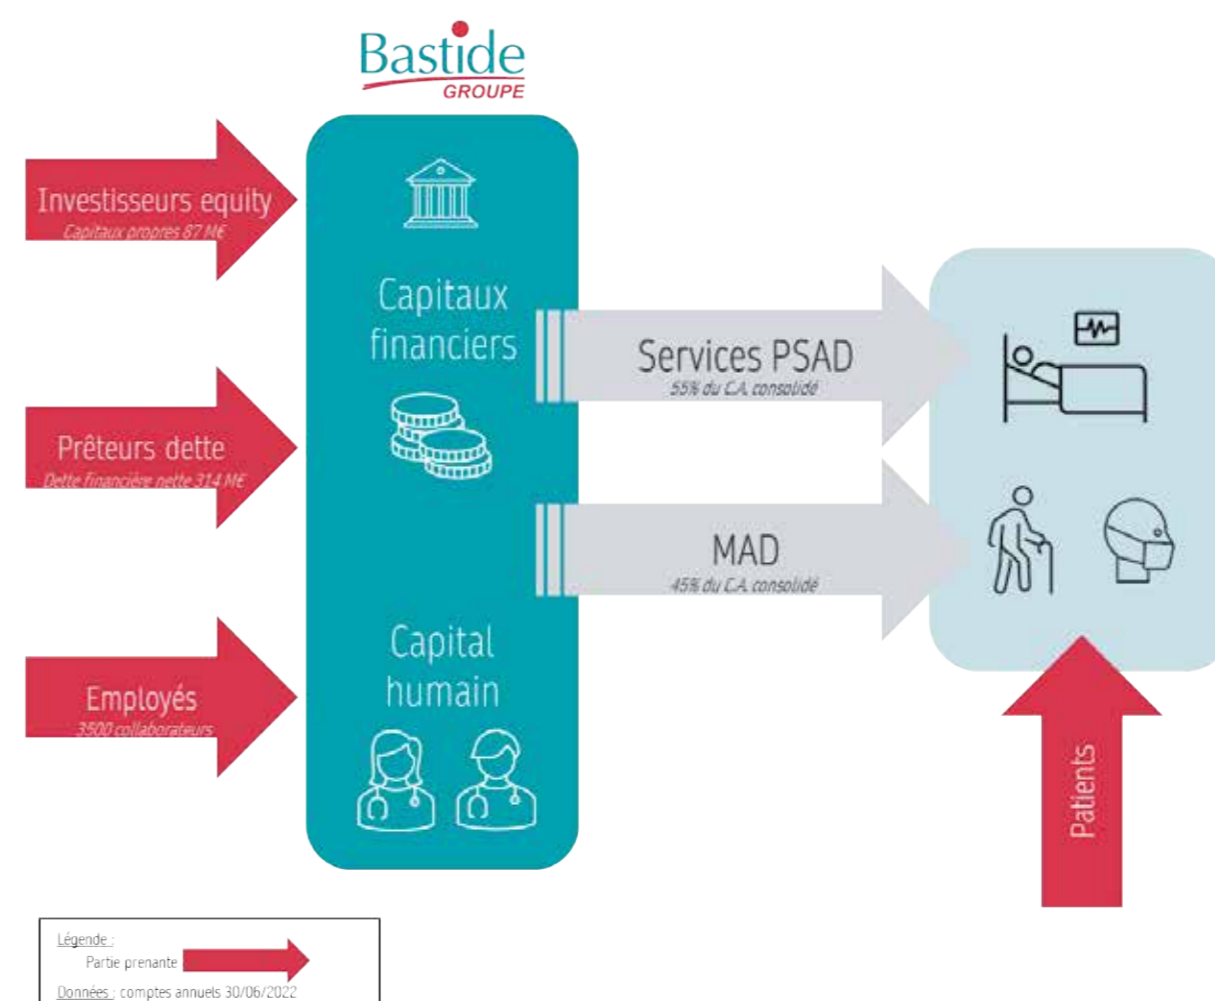 Bastide
GROUPE
Investisseurs equity
Capitaux propres 87 M€
Prêteurs dette
Dette financière nette 314 M€
Employés
3500 collaborateurs
Capitaux
financiers
Capital
humain
Services PSAD
55% du C.A. consolidé
MAD
45% du C.A. consolidé
Patients
Légende :
Partie prenante
Données : comptes annuels 30/06/2022